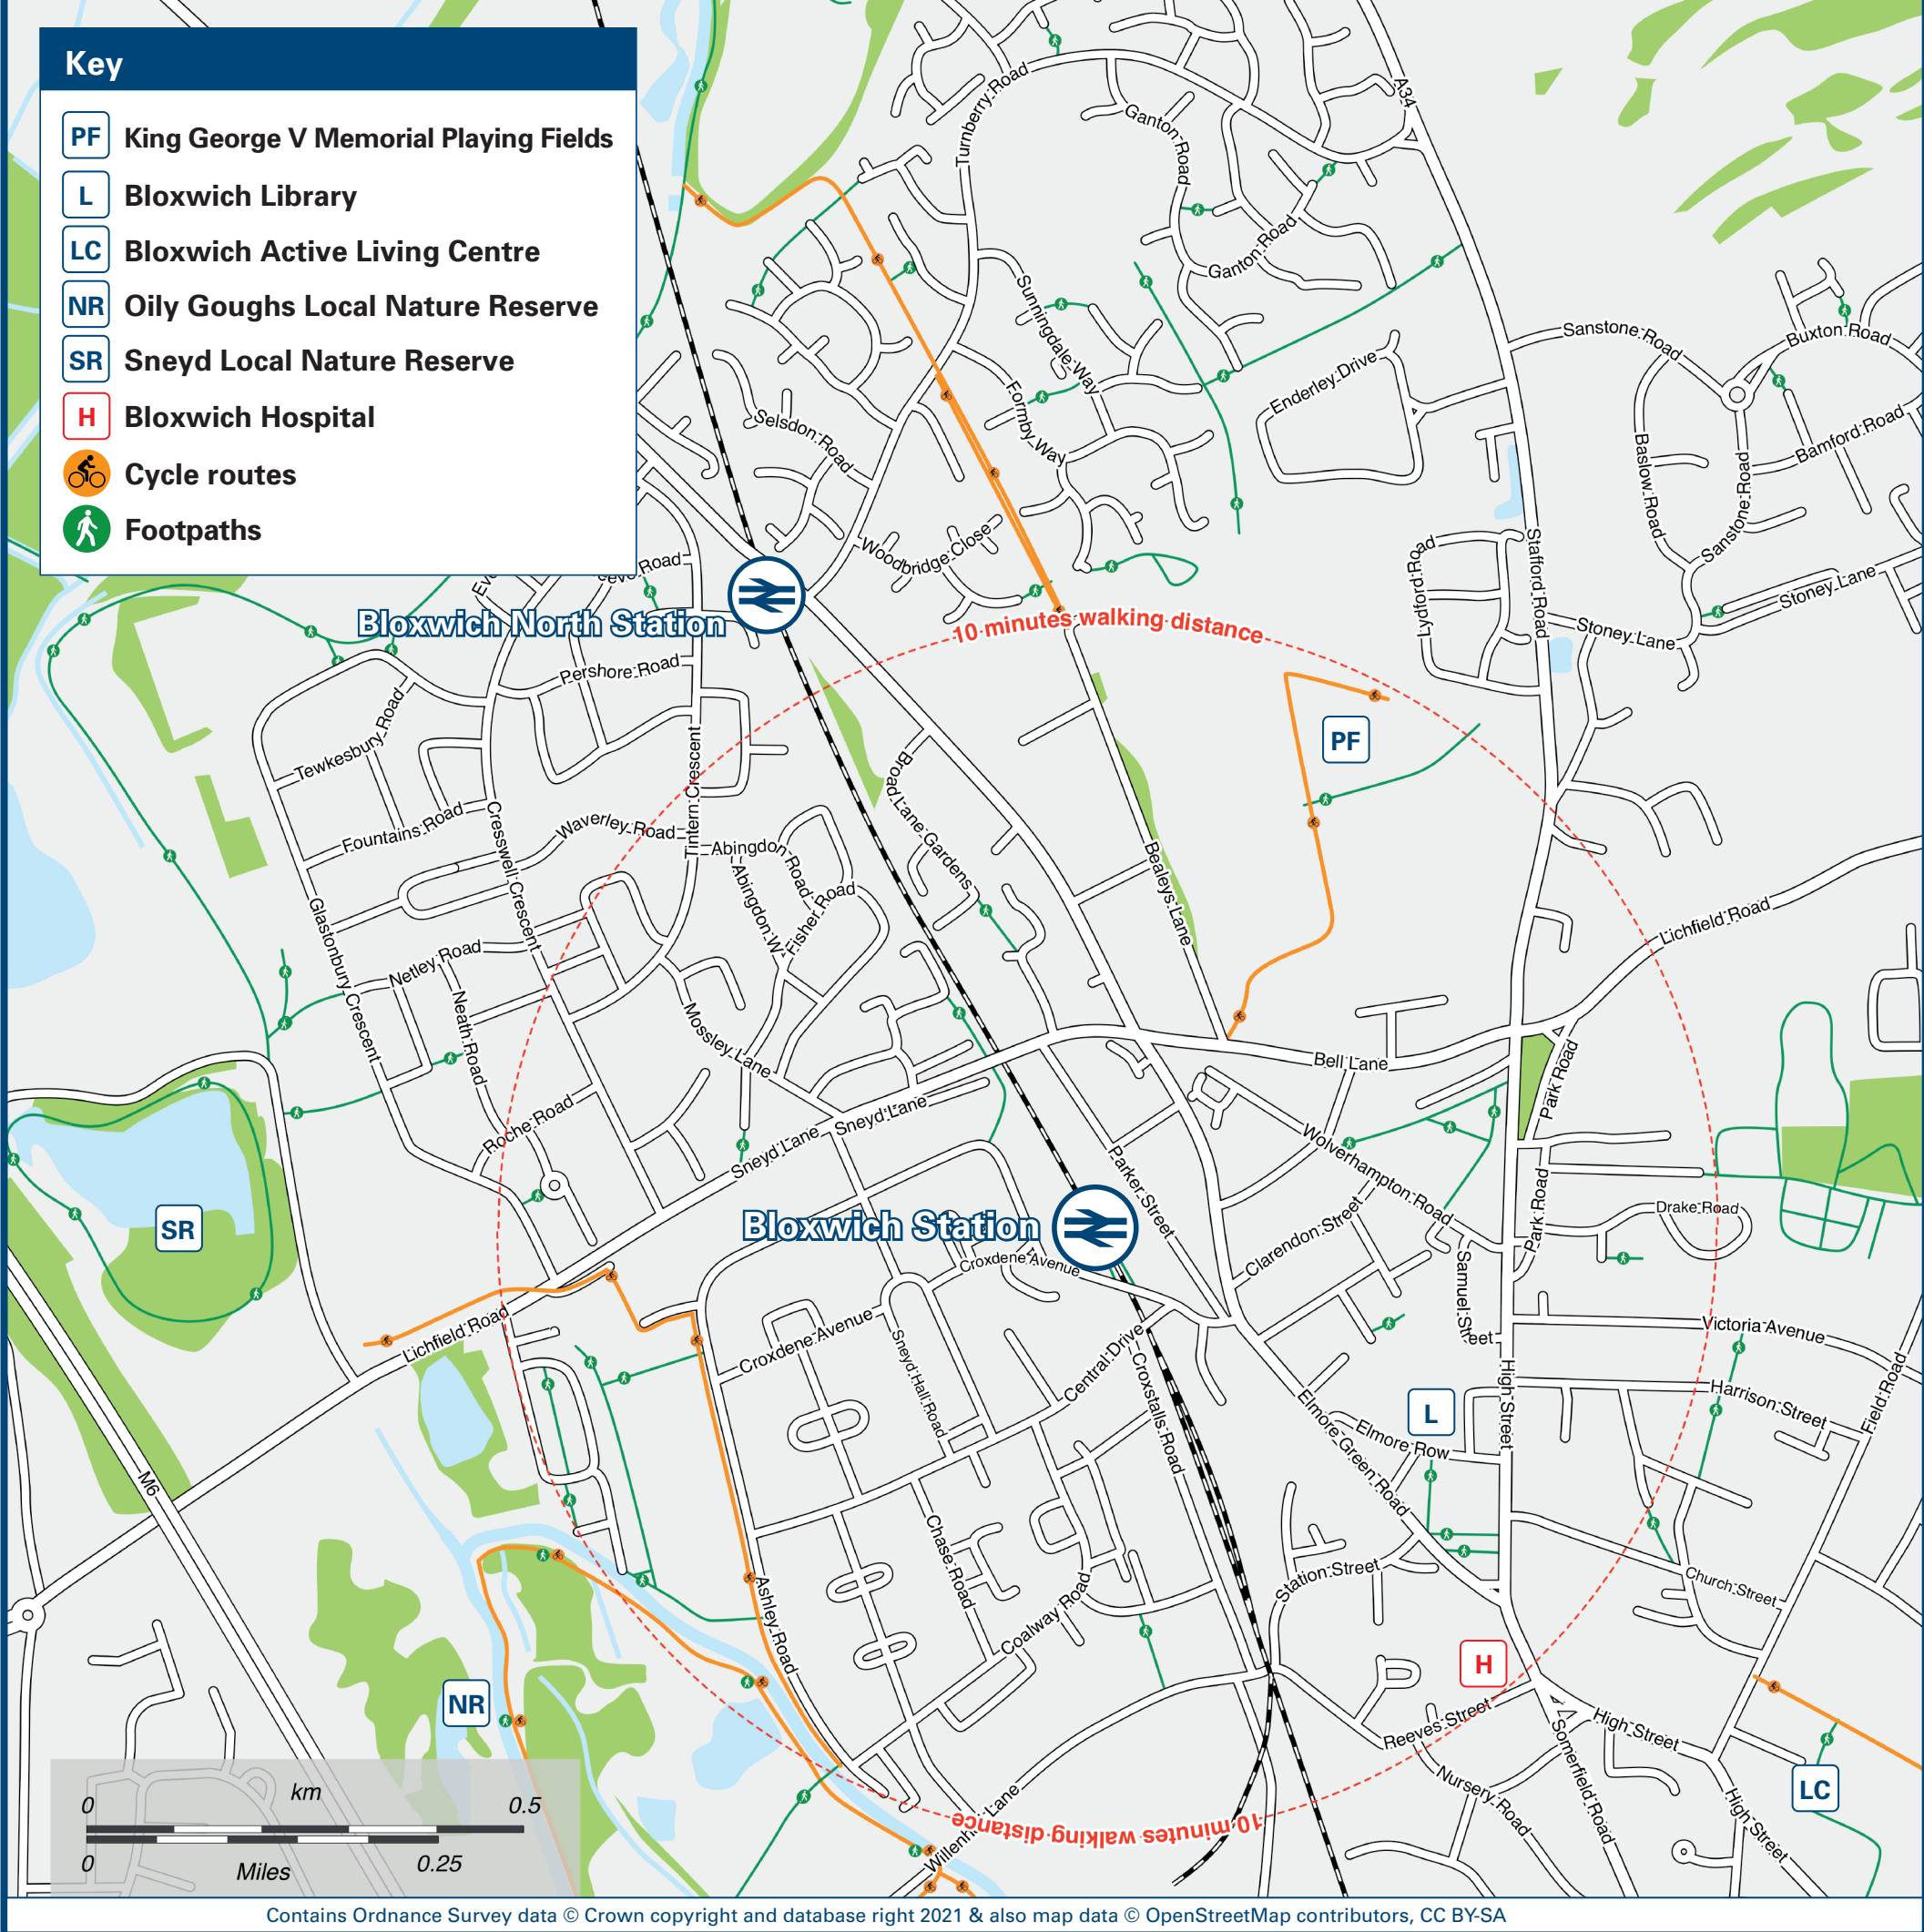 Key
PF King George V Memorial Playing Fields
L Bloxwich Library
LC Bloxwich Active Living Centre
NR Oily Goughs Local Nature Reserve
SR Sneyd Local Nature Reserve
H Bloxwich Hospital
Cycle routes
Footpaths
A34
Turnberry Road
Ganton Road
Ganton Road
Sunningdale Way
Formby Way
Selsdon Road
Woodbridge Close
Enderley Drive
Sanstone Road
Buxton Road
Bamford Road
Baslow Road
Sanstone Road
Stoney Lane
Stoney Lane
Stafford Road
Lydford Road
Road
Bloxwich North Station
10 minutes walking distance
Pershore Road
Tewkesbury Road
Tintern Crescent
PF
Broad Lane Gardens
Fountains Road
Cresswell Crescent
Waverley Road
Abingdon Road
Abingdon W
Fisher Road
Bealeys Lane
Glastonbury Crescent
Netley Road
Neath Road
Lichfield Road
Mossley Lane
Bell Lane
Park Road
Roche Road
Sneyd Lane
Sneyd Lane
Wolverhampton Road
Parker Street
SR
Bloxwich Station
Clarendon Street
Park Road
Drake Road
Croxdene Avenue
Samuel Street
Lichfield Road
Croxdene Avenue
Sneyd Hall Road
Central Drive
Croxstalls Road
Victoria Avenue
High Street
Harrison Street
Field Road
L
Elmore Row
Elmore Green Road
M6
Chase Road
Station Street
Church Street
Ashley Road
Coalway Road
H
NR
Reeves Street
High Street
Somerfield Road
Nursery Road
LC
High Street
Lane
10 minutes walking distance
km
0 0.5
0 0.25
Miles
Contains Ordnance Survey data © Crown copyright and database right 2021 & also map data © OpenStreetMap contributors, CC BY-SA